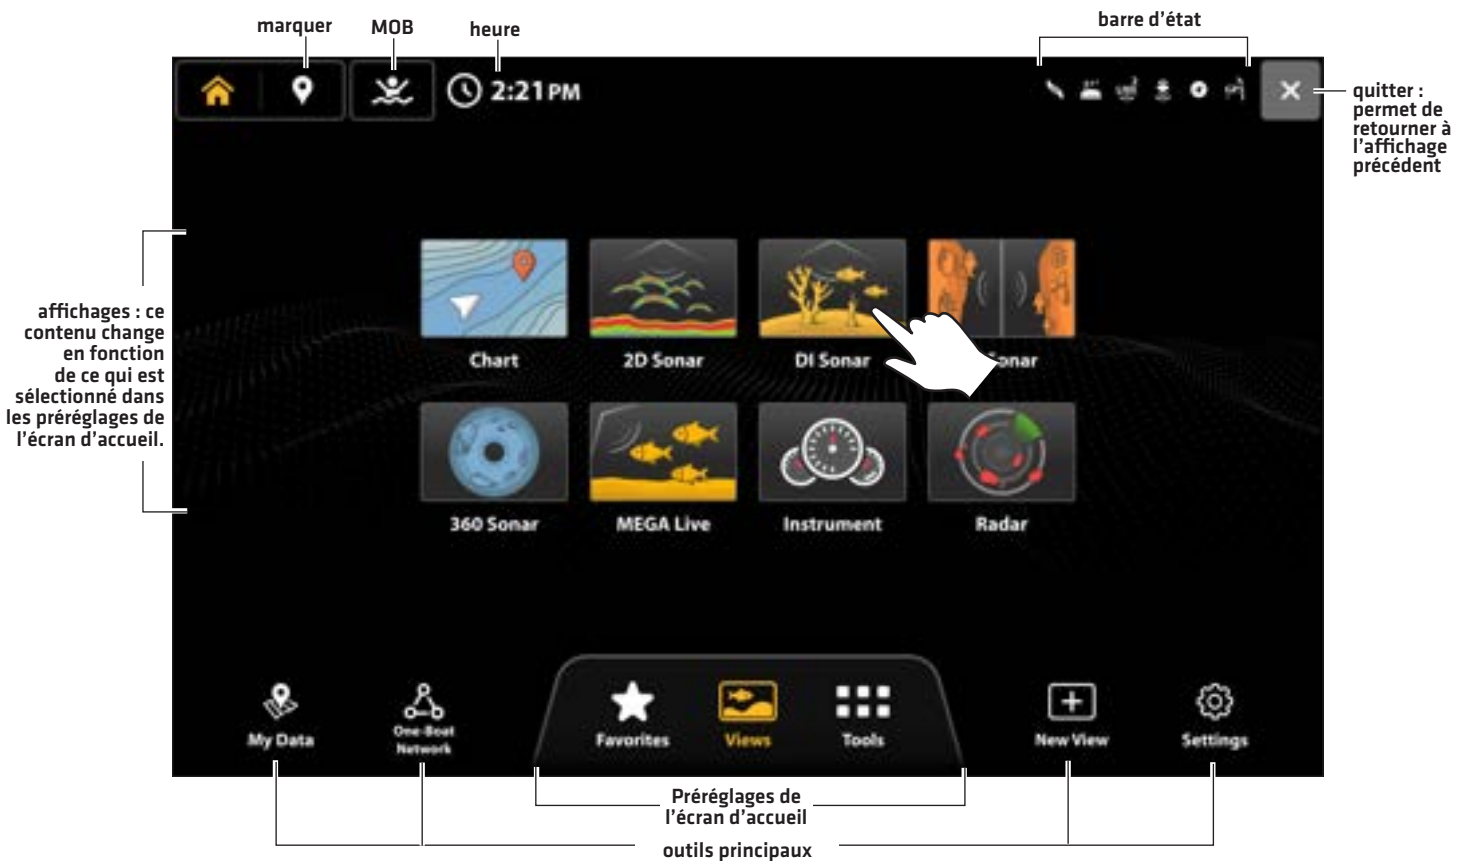 marquer
MOB
heure
barre d'état
2:21 PM
quitter :
permet de
retourner à
l'affichage
précédent
affichages : ce
contenu change
en fonction
de ce qui est
sélectionné dans
les préréglages de
l'écran d'accueil.
Chart
2D Sonar
DI Sonar
onar
360 Sonar
MEGA Live
Instrument
Radar
My Data
One-Boat
Network
Favorites
Views
Tools
New View
Settings
Préréglages de
l'écran d'accueil
outils principaux